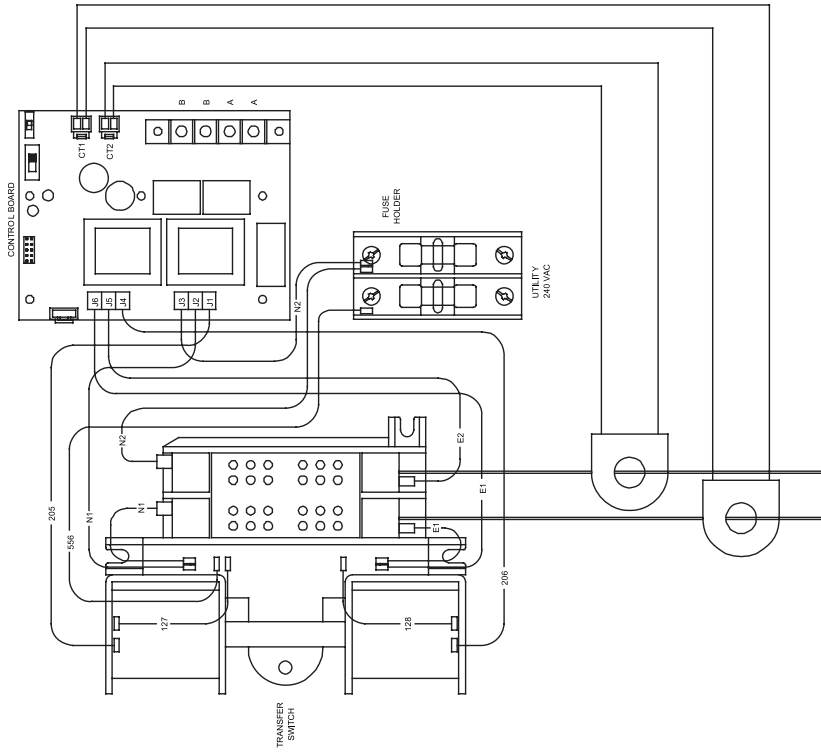 CONTROL BOARD
CT1
CT2
B
B
A
A
J6
J5
J4
J3
J2
J1
FUSE
HOLDER
UTILITY
240 VAC
N2
N2
N1
N1
205
556
E2
E1
E1
206
127
128
TRANSFER
SWITCH